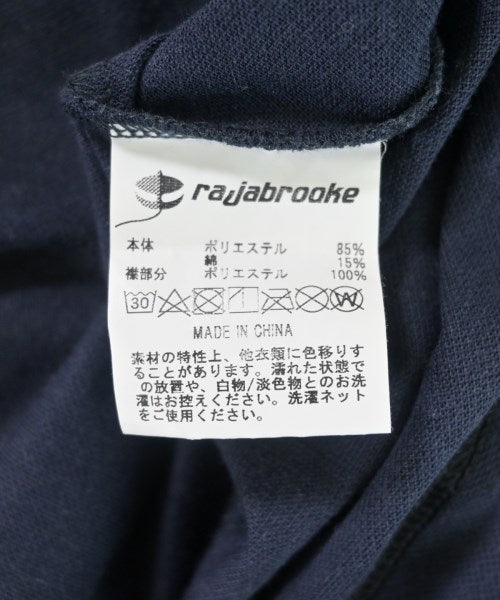 rajabrooke
本体 ポリエステル 85%
綿 15%
襟部分 ポリエステル 100%
30 W
MADE IN CHINA
素材の特性上、他衣類に色移りす
ることがあります。濡れた状態で
の放置や、白物/淡色物とのお洗
濯はお控えください。洗濯ネット
をご使用ください。